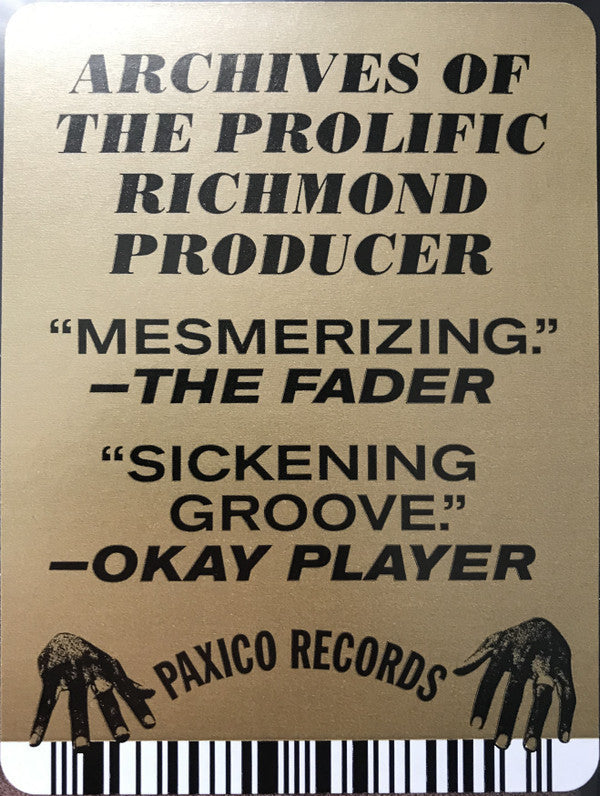 ARCHIVES OF
THE PROLIFIC
RICHMOND
PRODUCER
“MESMERIZING.”
—THE FADER
“SICKENING
GROOVE.”
—OKAY PLAYER
PAXICO RECORDS